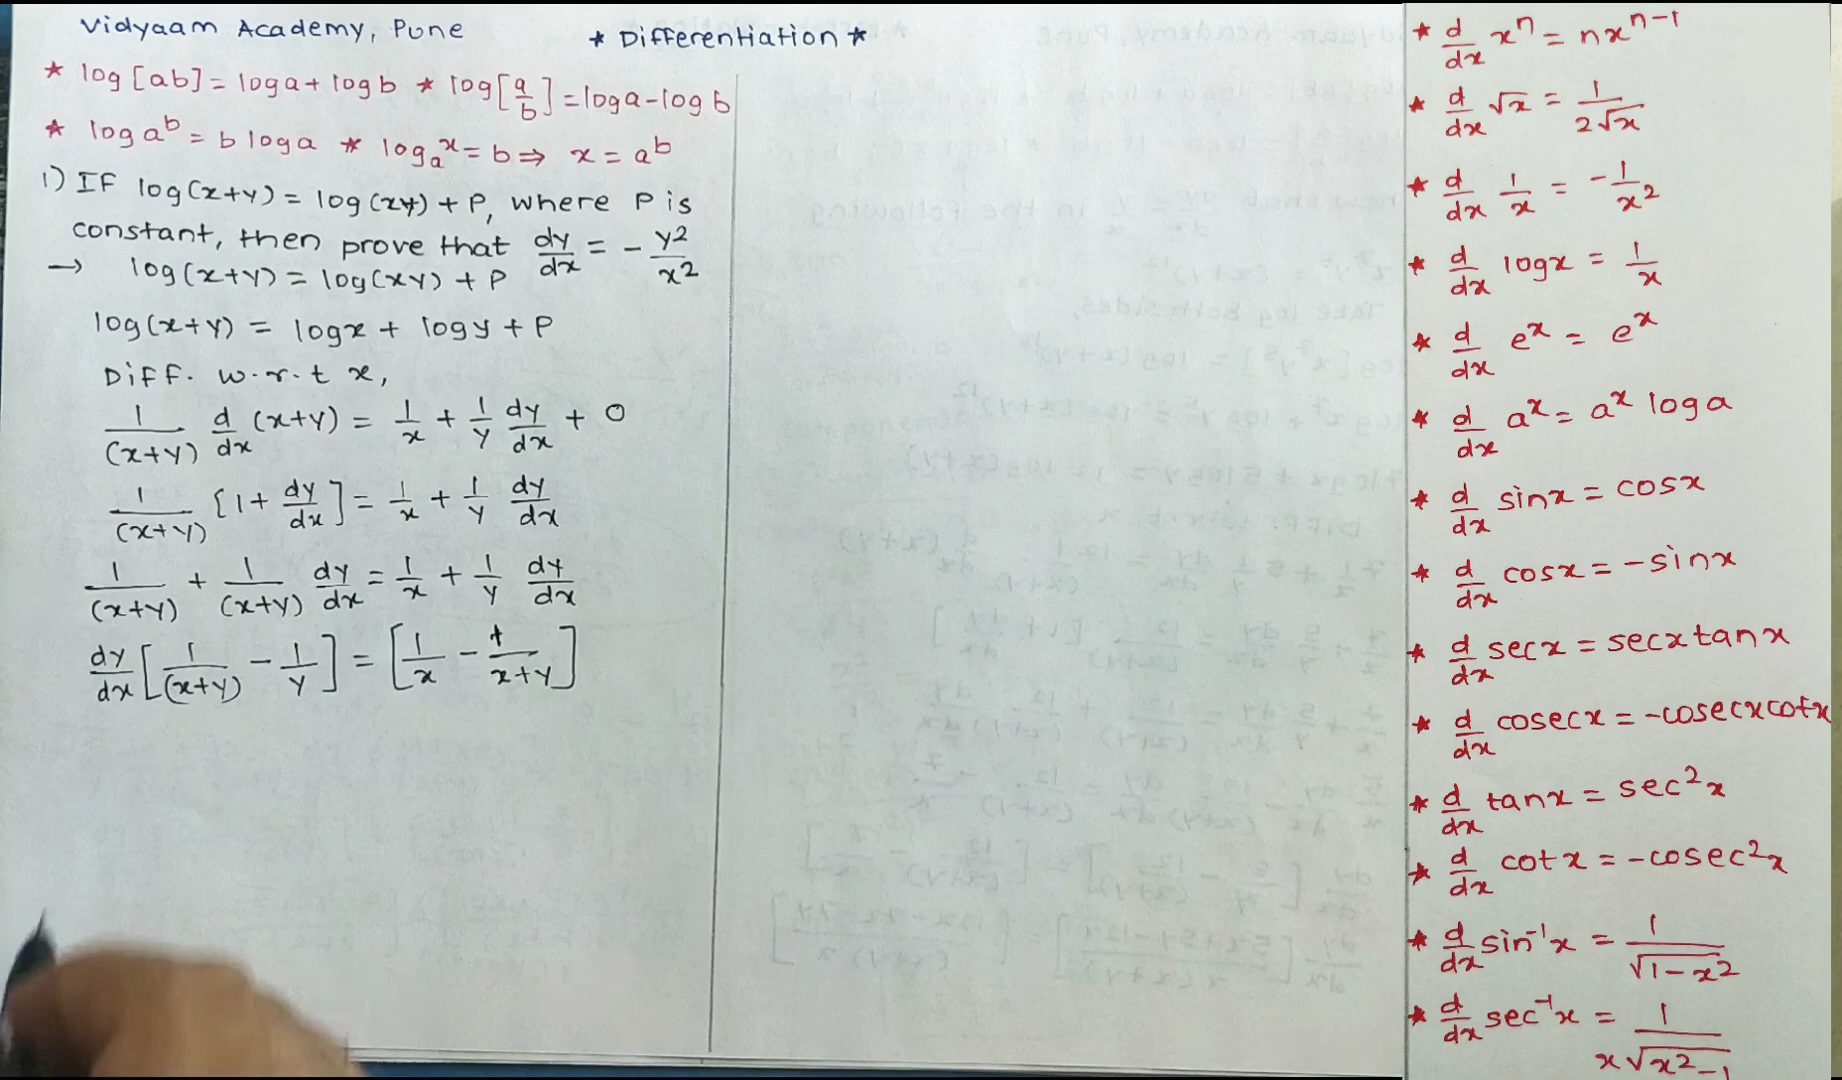 Vidyaam Academy, Pune
* Differentiation *
* log[ab] = log a + log b * log[a/b] = log a - log b
* log a^b = b log a * log_a^x = b ⇒ x = a^b
1) If log(x+y) = log(xy) + P, where P is
constant, then prove that dy/dx = - y²/x²
→ log(x+y) = log(xy) + P
log(x+y) = log x + log y + P
Diff. w.r.t x,
1/(x+y) d/dx (x+y) = 1/x + 1/y dy/dx + 0
1/(x+y) [1 + dy/dx] = 1/x + 1/y dy/dx
1/(x+y) + 1/(x+y) dy/dx = 1/x + 1/y dy/dx
dy/dx [1/(x+y) - 1/y] = [1/x - 1/x+y]
* d/dx x^n = nx^(n-1)
* d/dx √x = 1/2√x
* d/dx 1/x = -1/x²
* d/dx log x = 1/x
* d/dx e^x = e^x
* d/dx a^x = a^x log a
* d/dx sin x = cos x
* d/dx cos x = - sin x
* d/dx sec x = sec x tan x
* d/dx cosec x = - cosec x cot x
* d/dx tan x = sec² x
* d/dx cot x = - cosec² x
* d/dx sin⁻¹ x = 1/√1-x²
* d/dx sec⁻¹ x = 1/x√x²-1